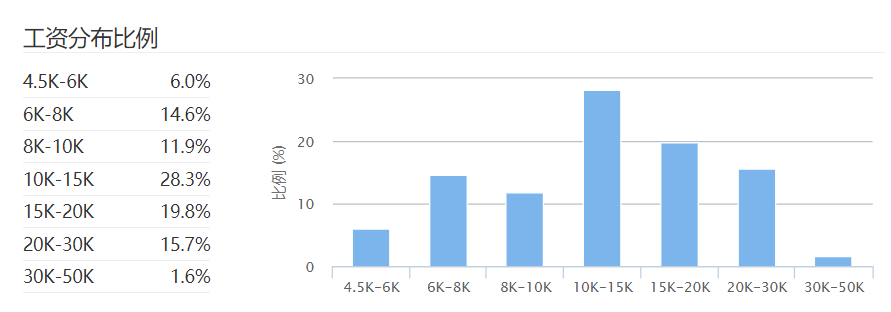 工资分布比例
4.5K-6K 6.0%
6K-8K 14.6%
8K-10K 11.9%
10K-15K 28.3%
15K-20K 19.8%
20K-30K 15.7%
30K-50K 1.6%
比例 (%)
30
20
10
0
4.5K-6K 6K-8K 8K-10K 10K-15K 15K-20K 20K-30K 30K-50K